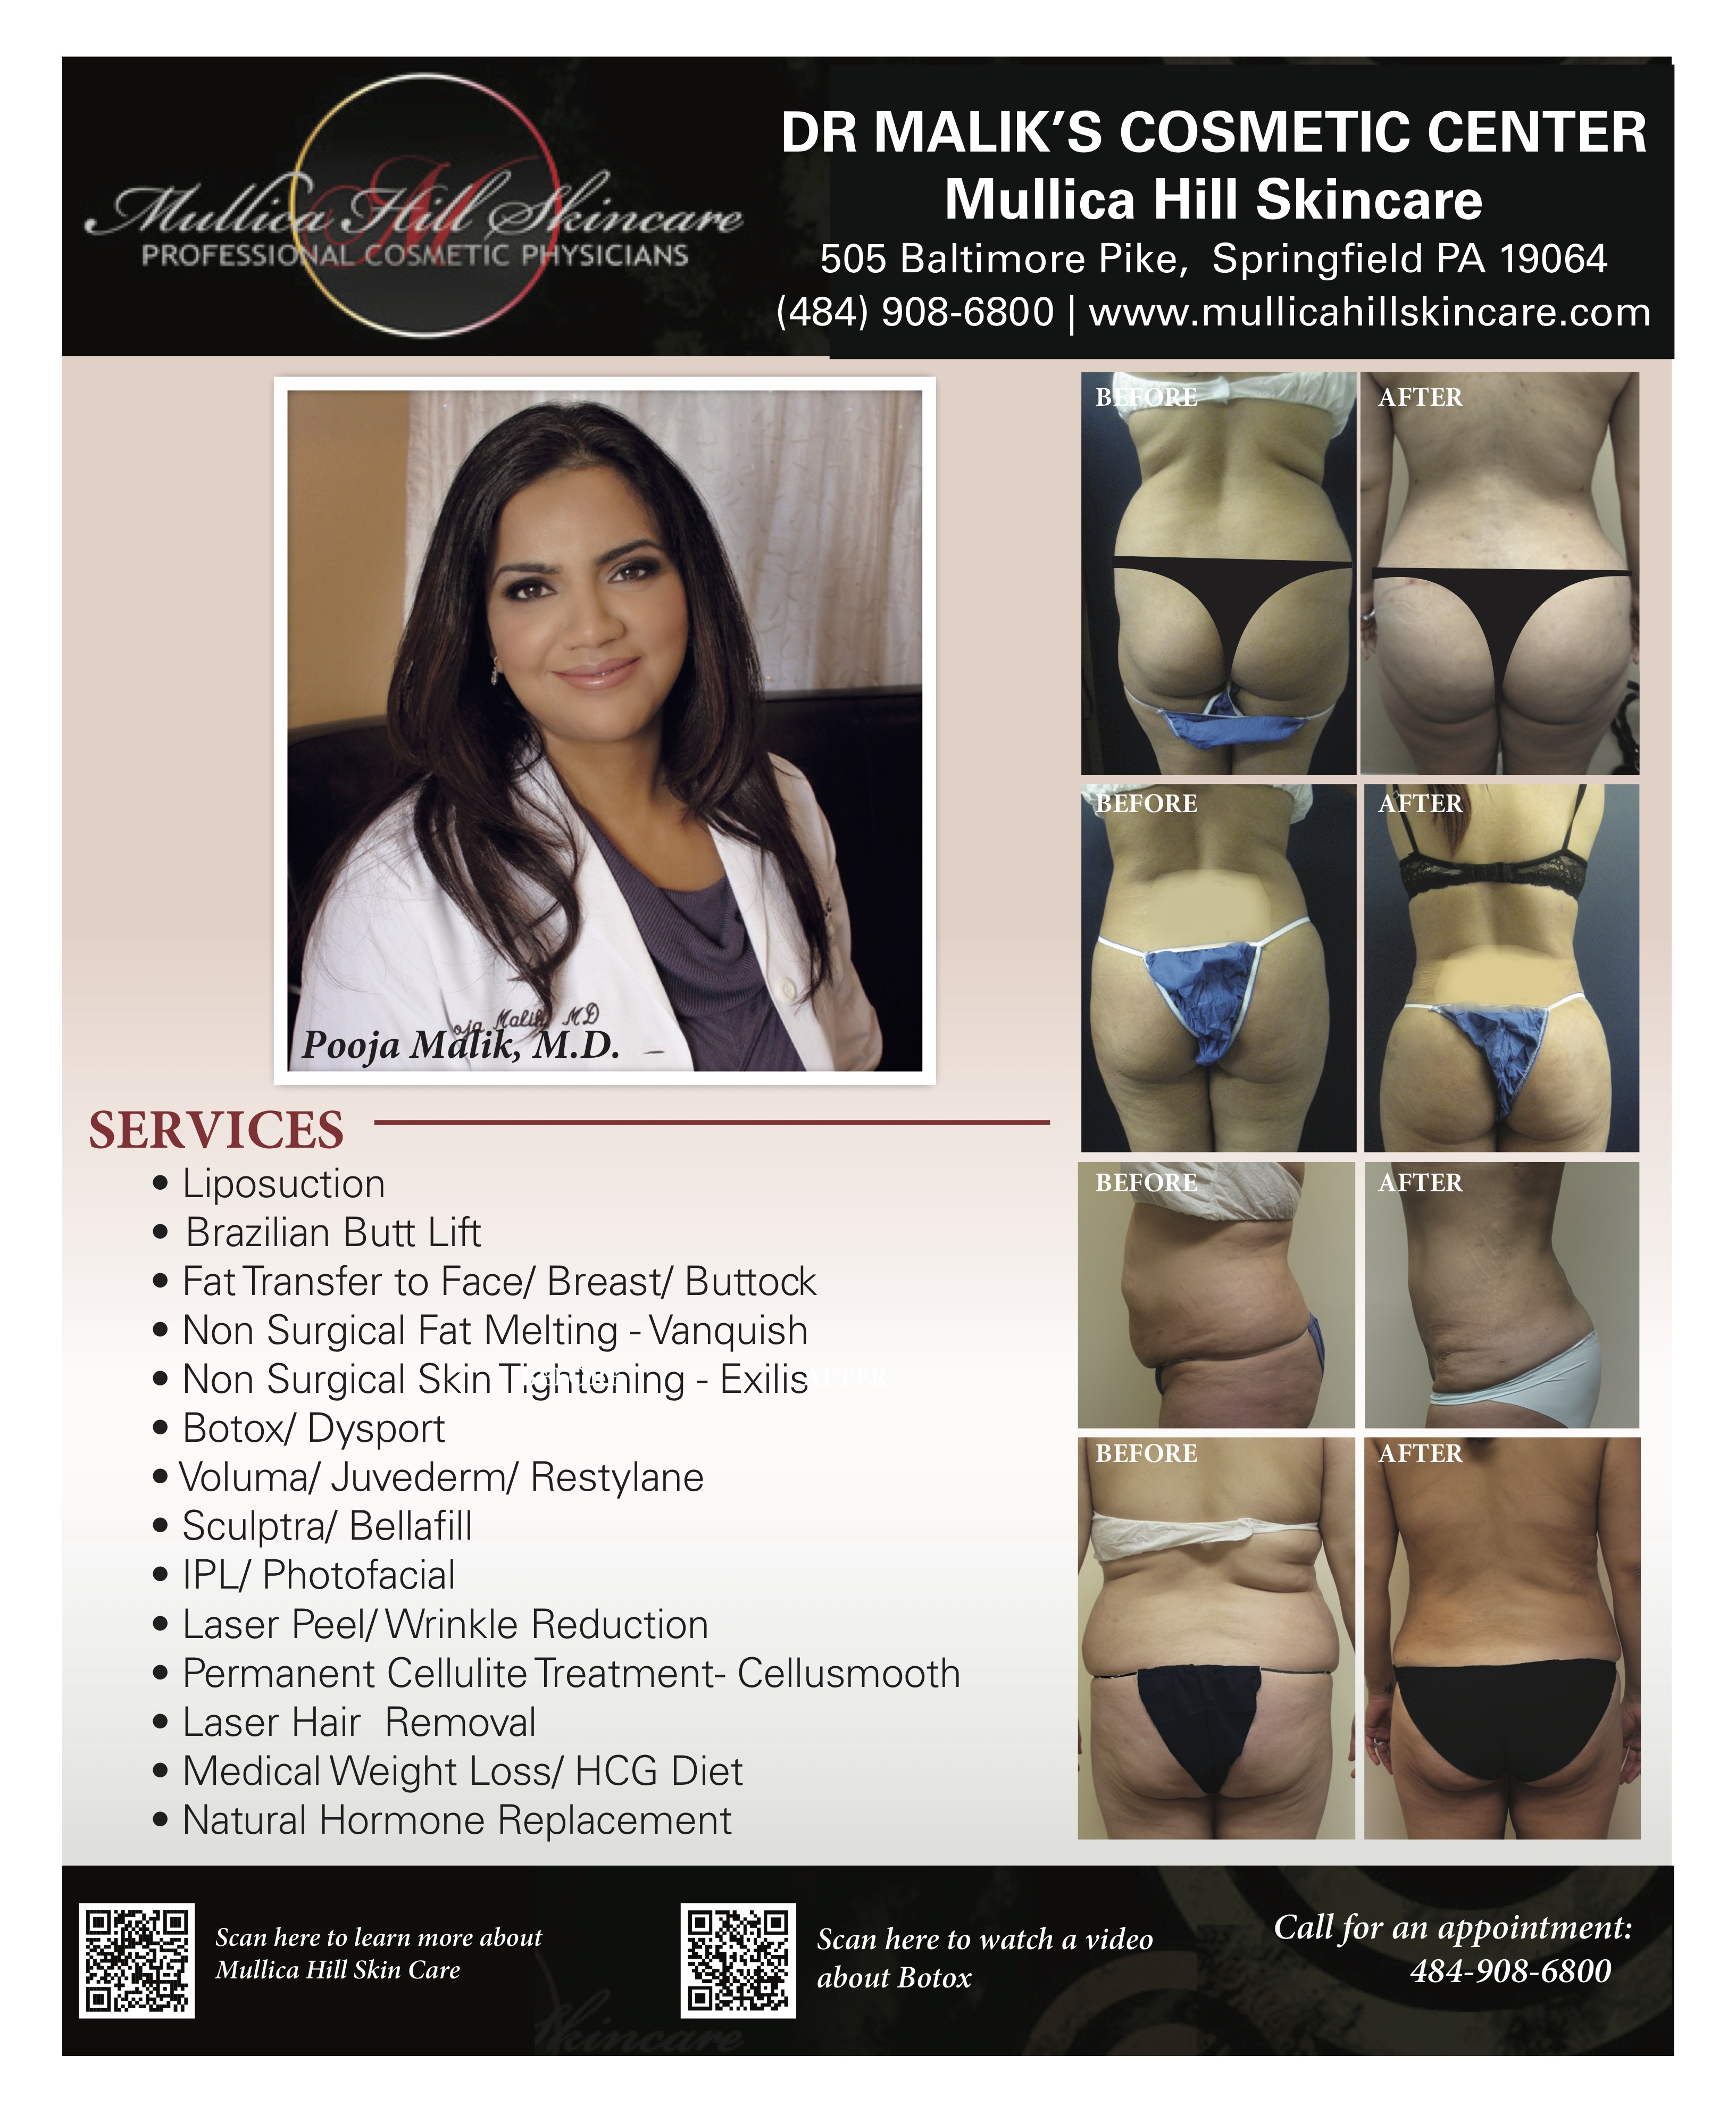 Mullica Hill Skincare
PROFESSIONAL COSMETIC PHYSICIANS
DR MALIK'S COSMETIC CENTER
Mullica Hill Skincare
505 Baltimore Pike, Springfield PA 19064
(484) 908-6800 | www.mullicahillskincare.com
oja Malik, MD
Pooja Malik, M.D.
BEFORE
AFTER
BEFORE
AFTER
BEFORE
AFTER
BEFORE
AFTER
SERVICES
• Liposuction
• Brazilian Butt Lift
• Fat Transfer to Face/ Breast/ Buttock
• Non Surgical Fat Melting - Vanquish
• Non Surgical Skin Tightening - Exilis
AFTER
• Botox/ Dysport
• Voluma/ Juvederm/ Restylane
• Sculptra/ Bellafill
• IPL/ Photofacial
• Laser Peel/ Wrinkle Reduction
• Permanent Cellulite Treatment- Cellusmooth
• Laser Hair Removal
• Medical Weight Loss/ HCG Diet
• Natural Hormone Replacement
Scan here to learn more about
Mullica Hill Skin Care
Scan here to watch a video
about Botox
Call for an appointment:
484-908-6800
Skincare